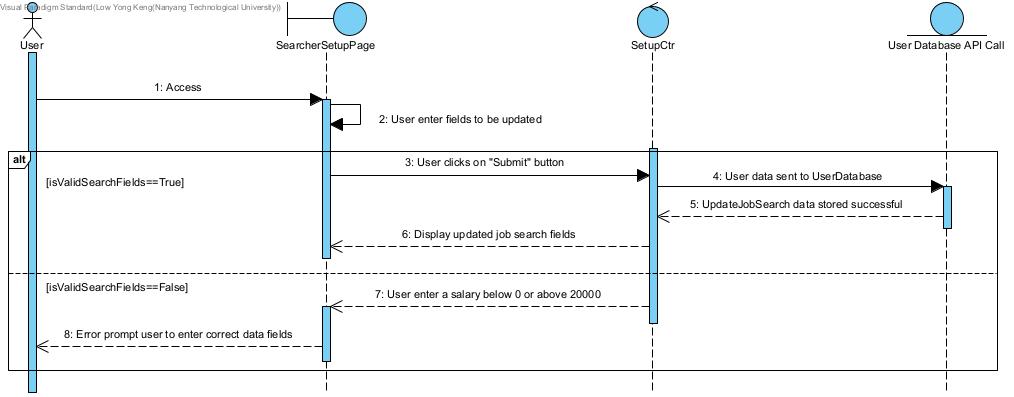 Visual Paradigm Standard(Low Yong Keng(Nanyang Technological University))
User
SearcherSetupPage
SetupCtr
User Database API Call
1: Access
2: User enter fields to be updated
alt
3: User clicks on "Submit" button
[isValidSearchFields==True]
4: User data sent to UserDatabase
5: UpdateJobSearch data stored successful
6: Display updated job search fields
[isValidSearchFields==False]
7: User enter a salary below 0 or above 20000
8: Error prompt user to enter correct data fields